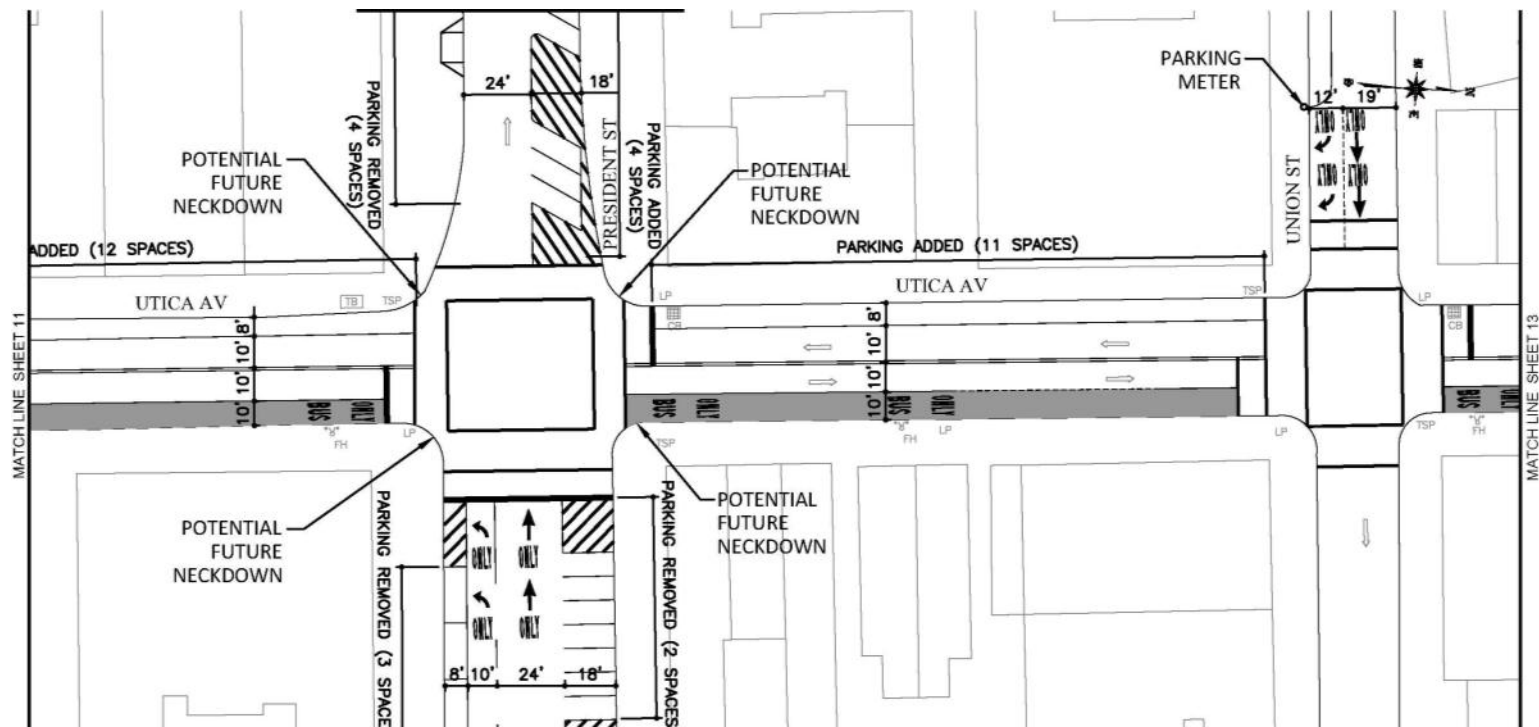 PARKING REMOVED
(4 SPACES)
24'
18'
PRESIDENT ST
PARKING ADDED
(4 SPACES)
PARKING
METER
12'
19'
N
ONLY
ONLY
ONLY
ONLY
UNION ST
POTENTIAL
FUTURE
NECKDOWN
POTENTIAL
FUTURE
NECKDOWN
ADDED (12 SPACES)
PARKING ADDED (11 SPACES)
UTICA AV
TB
TSP
LP
UTICA AV
TSP
LP
CB
CB
8'
10'
10'
10'
8'
10'
10'
10'
MATCH LINE SHEET 11
MATCH LINE SHEET 13
BUS
ONLY
BUS
ONLY
BUS
ONLY
BUS
ONLY
FH
LP
TSP
FH
LP
LP
TSP
FH
POTENTIAL
FUTURE
NECKDOWN
POTENTIAL
FUTURE
NECKDOWN
PARKING REMOVED (3 SPACE
PARKING REMOVED (2 SPACES
ONLY
ONLY
ONLY
ONLY
8'
10'
24'
18'